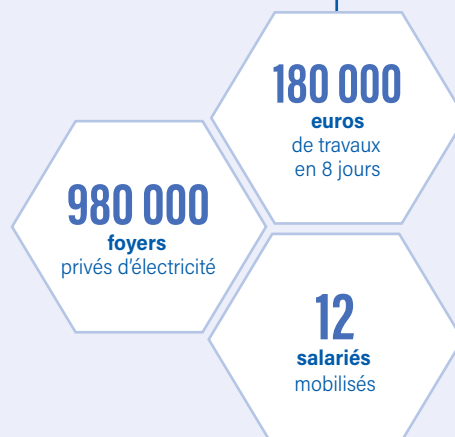 180 000
euros
de travaux
en 8 jours
980 000
foyers
privés d'électricité
12
salariés
mobilisés